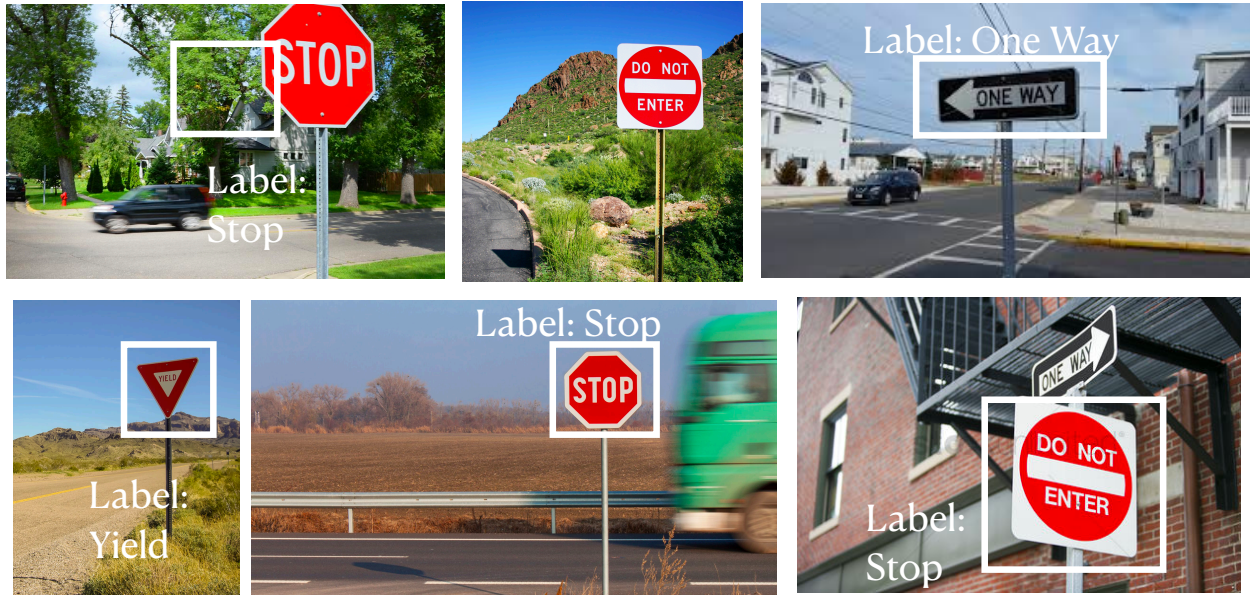 STOP
Label:
Stop
DO NOT
ENTER
Label: One Way
ONE WAY
YIELD
Label:
Yield
Label: Stop
STOP
ONE WAY
DO NOT
ENTER
Label:
Stop